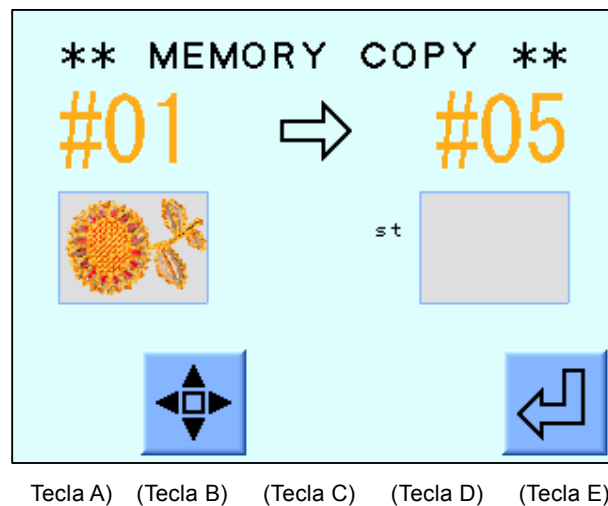 ** MEMORY COPY **
#01 #05
st
Tecla A) (Tecla B) (Tecla C) (Tecla D) (Tecla E)